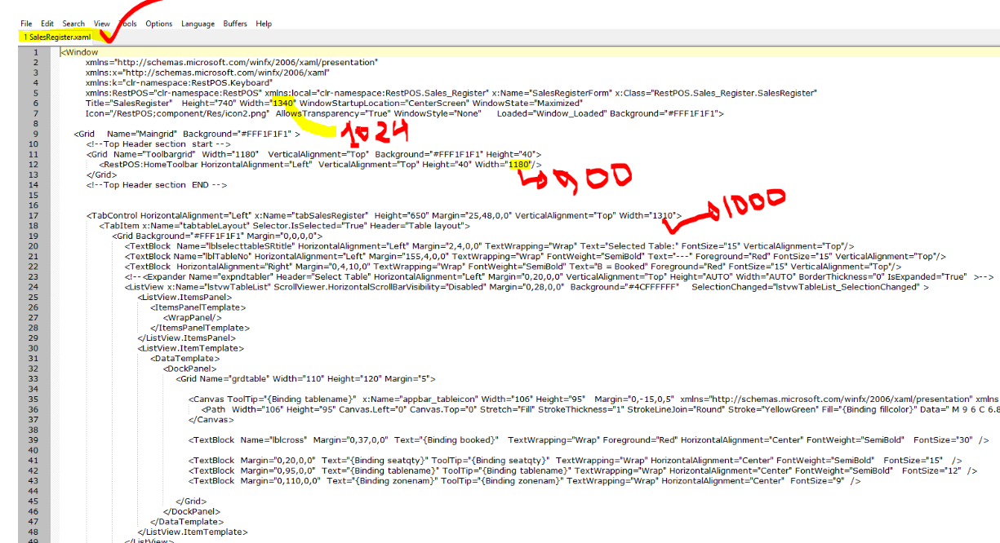 File Edit Search View Tools Options Language Buffers Help
1 SalesRegister.xaml
1 <Window
2 xmlns="http://schemas.microsoft.com/winfx/2006/xaml/presentation"
3 xmlns:x="http://schemas.microsoft.com/winfx/2006/xaml"
4 xmlns:k="clr-namespace:RestPOS.Keyboard"
5 xmlns:RestPOS="clr-namespace:RestPOS" xmlns:local="clr-namespace:RestPOS.Sales_Register" x:Name="SalesRegisterForm" x:Class="RestPOS.Sales_Register.SalesRegister"
6 Title="SalesRegister" Height="740" Width="1340" WindowStartupLocation="CenterScreen" WindowState="Maximized"
7 Icon="/RestPOS;component/Res/icon2.png" AllowsTransparency="True" WindowStyle="None" Loaded="Window_Loaded" Background="#FFF1F1F1">
8
9 <Grid Name="Maingrid" Background="#FFF1F1F1" >
1024
10 <!--Top Header section start -->
11 <Grid Name="Toolbargrid" Width="1180" VerticalAlignment="Top" Background="#FFF1F1F1" Height="40">
12 <RestPOS:HomeToolbar HorizontalAlignment="Left" VerticalAlignment="Top" Height="40" Width="1180"/>
13 </Grid>
900
14 <!--Top Header section END -->
15
16
1000
17 <TabControl HorizontalAlignment="Left" x:Name="tabSalesRegister" Height="650" Margin="25,48,0,0" VerticalAlignment="Top" Width="1310">
18 <TabItem x:Name="tabtableLayout" Selector.IsSelected="True" Header="Table layout">
19 <Grid Background="#FFF1F1F1" Margin="0,0,0,0">
20 <TextBlock Name="lblselecttableSRtitle" HorizontalAlignment="Left" Margin="2,4,0,0" TextWrapping="Wrap" Text="Selected Table:" FontSize="15" VerticalAlignment="Top"/>
21 <TextBlock Name="lblTableNo" HorizontalAlignment="Left" Margin="155,4,0,0" TextWrapping="Wrap" FontWeight="SemiBold" Text="---" Foreground="Red" FontSize="15" VerticalAlignment="Top"/>
22 <TextBlock HorizontalAlignment="Right" Margin="0,4,10,0" TextWrapping="Wrap" FontWeight="SemiBold" Text="B = Booked" Foreground="Red" FontSize="15" VerticalAlignment="Top"/>
23 <!--<Expander Name="expndtabler" Header="Select Table" HorizontalAlignment="Left" Margin="0,20,0,0" VerticalAlignment="Top" Height="AUTO" Width="AUTO" BorderThickness="0" IsExpanded="True" >-->
24 <ListView x:Name="lstvwTableList" ScrollViewer.HorizontalScrollBarVisibility="Disabled" Margin="0,28,0,0" Background="#4CFFFFFF" SelectionChanged="lstvwTableList_SelectionChanged" >
25 <ListView.ItemsPanel>
26 <ItemsPanelTemplate>
27 <WrapPanel/>
28 </ItemsPanelTemplate>
29 </ListView.ItemsPanel>
30 <ListView.ItemTemplate>
31 <DataTemplate>
32 <DockPanel>
33 <Grid Name="grdtable" Width="110" Height="120" Margin="5">
34
35 <Canvas ToolTip="{Binding tablename}" x:Name="appbar_tableicon" Width="106" Height="95" Margin="0,-15,0,5" xmlns="http://schemas.microsoft.com/winfx/2006/xaml/presentation" xmlns
36 <Path Width="106" Height="95" Canvas.Left="0" Canvas.Top="0" Stretch="Fill" StrokeThickness="1" StrokeLineJoin="Round" Stroke="YellowGreen" Fill="{Binding fillcolor}" Data=" M 9 6 C 6.8
37 </Canvas>
38
39 <TextBlock Name="lblcross" Margin="0,37,0,0" Text="{Binding booked}" TextWrapping="Wrap" Foreground="Red" HorizontalAlignment="Center" FontWeight="SemiBold" FontSize="30" />
40
41 <TextBlock Margin="0,20,0,0" Text="{Binding seatqty}" ToolTip="{Binding seatqty}" TextWrapping="Wrap" HorizontalAlignment="Center" FontWeight="SemiBold" FontSize="15" />
42 <TextBlock Margin="0,95,0,0" Text="{Binding tablename}" ToolTip="{Binding tablename}" TextWrapping="Wrap" HorizontalAlignment="Center" FontWeight="SemiBold" FontSize="12" />
43 <TextBlock Margin="0,110,0,0" Text="{Binding zonenam}" ToolTip="{Binding zonenam}" TextWrapping="Wrap" HorizontalAlignment="Center" FontSize="9" />
44
45 </Grid>
46 </DockPanel>
47 </DataTemplate>
48 </ListView.ItemTemplate>
49 </ListView>